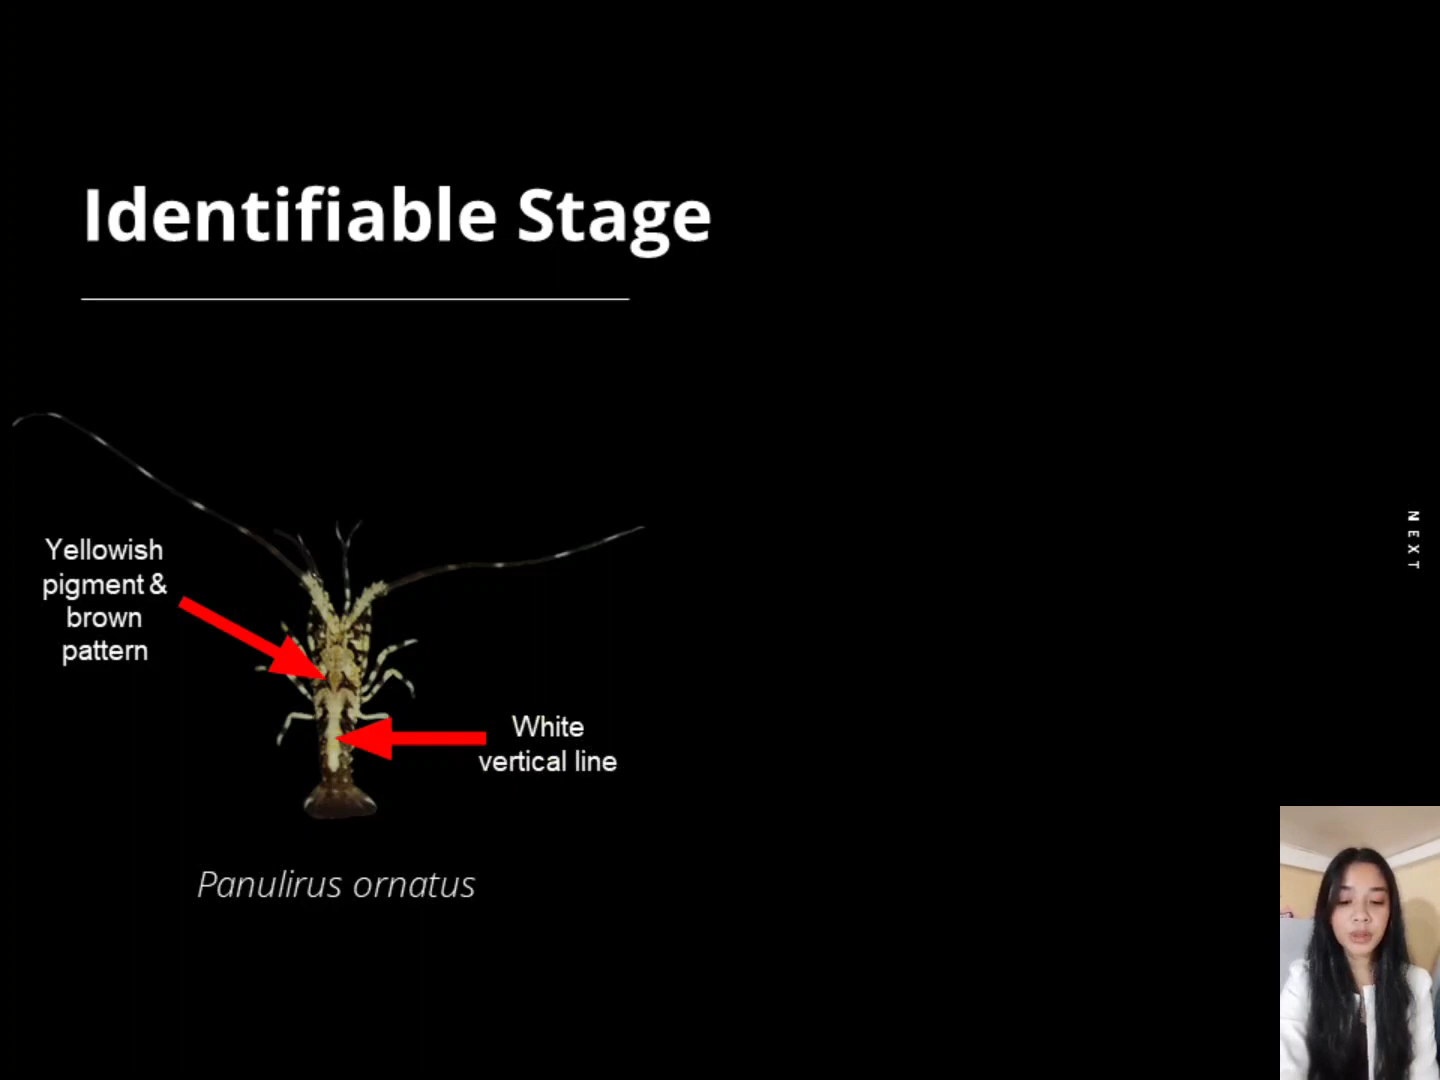 Identifiable Stage
Yellowish
pigment &
brown
pattern
White
vertical line
Panulirus ornatus
NEXT